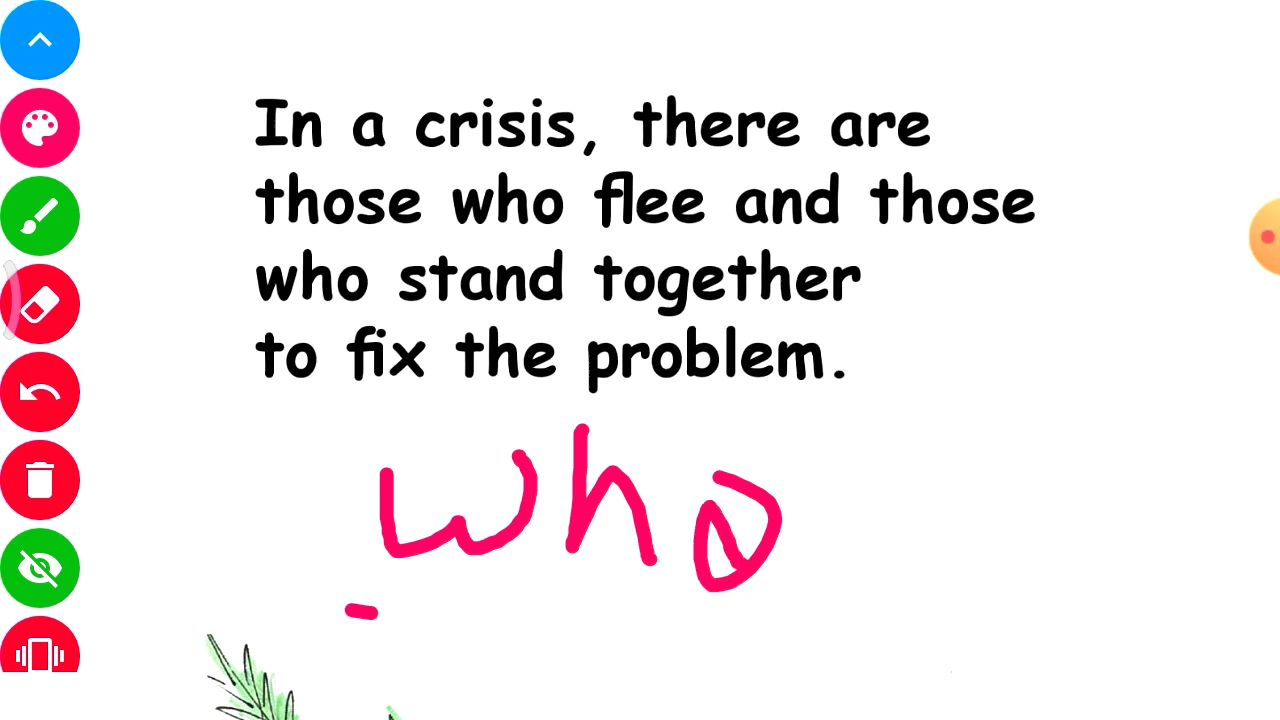 In a crisis, there are
those who flee and those
who stand together
to fix the problem.
who